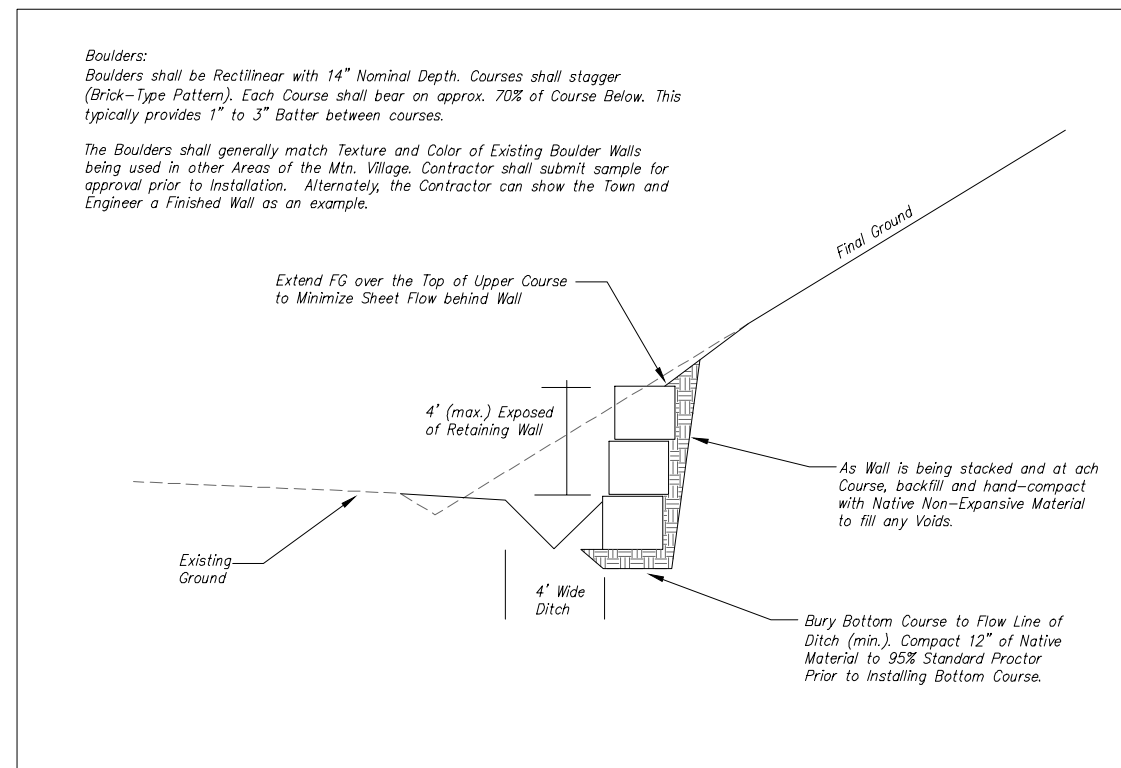 Boulders:
Boulders shall be Rectilinear with 14" Nominal Depth. Courses shall stagger
(Brick-Type Pattern). Each Course shall bear on approx. 70% of Course Below. This
typically provides 1" to 3" Batter between courses.
The Boulders shall generally match Texture and Color of Existing Boulder Walls
being used in other Areas of the Mtn. Village. Contractor shall submit sample for
approval prior to Installation. Alternately, the Contractor can show the Town and
Engineer a Finished Wall as an example.
Final Ground
Extend FG over the Top of Upper Course
to Minimize Sheet Flow behind Wall
4' (max.) Exposed
of Retaining Wall
As Wall is being stacked and at ach
Course, backfill and hand-compact
with Native Non-Expansive Material
to fill any Voids.
Existing
Ground
4' Wide
Ditch
Bury Bottom Course to Flow Line of
Ditch (min.). Compact 12" of Native
Material to 95% Standard Proctor
Prior to Installing Bottom Course.